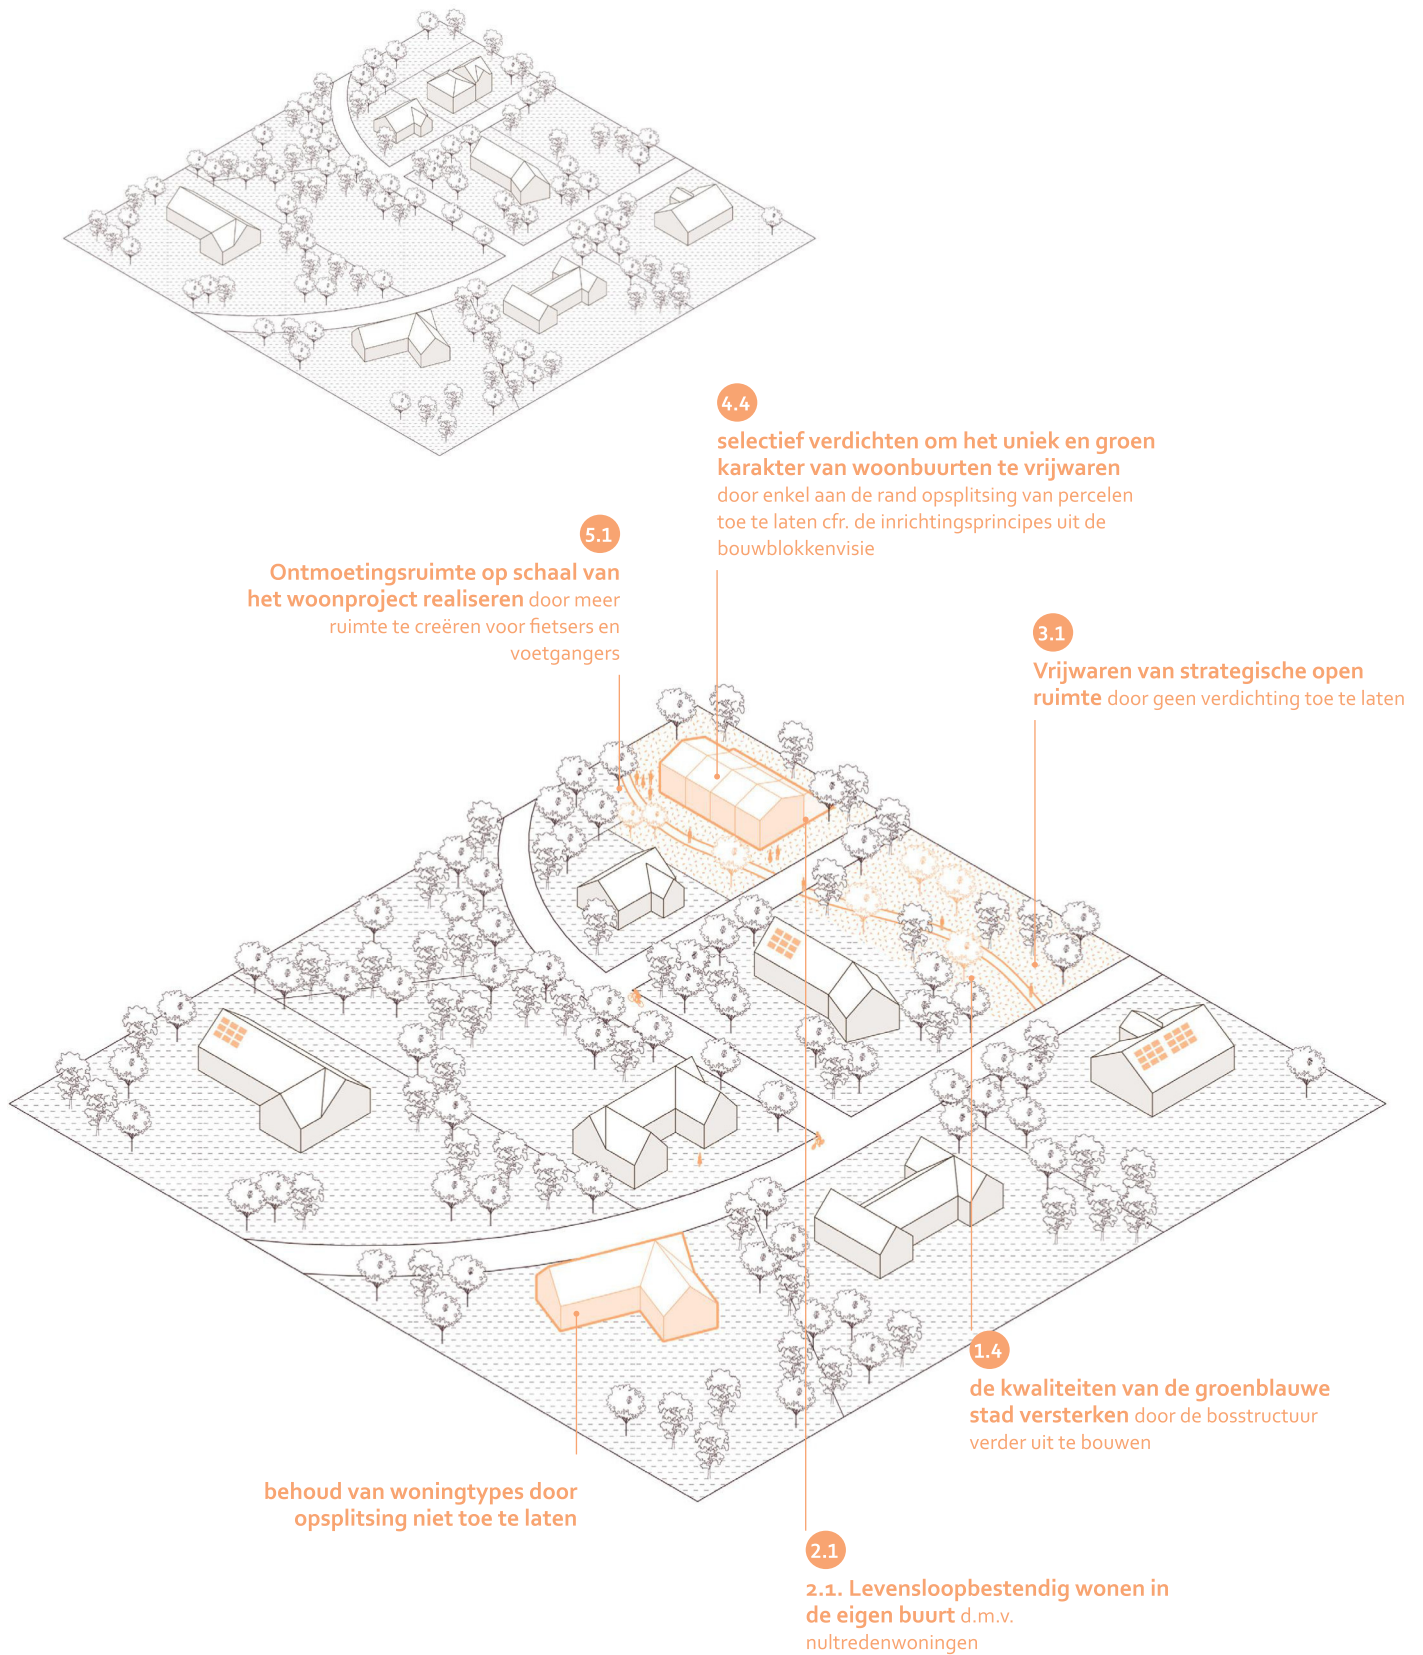 4.4
selectief verdichten om het uniek en groen
karakter van woonbuurten te vrijwaren
door enkel aan de rand opsplitsing van percelen
toe te laten cfr. de inrichtingsprincipes uit de
bouwblokkenvisie
5.1
Ontmoetingsruimte op schaal van
het woonproject realiseren door meer
ruimte te creëren voor fietsers en
voetgangers
3.1
Vrijwaren van strategische open
ruimte door geen verdichting toe te laten
1.4
de kwaliteiten van de groenblauwe
stad versterken door de bosstructuur
verder uit te bouwen
behoud van woningtypes door
opsplitsing niet toe te laten
2.1
2.1. Levensloopbestendig wonen in
de eigen buurt d.m.v.
nultredenwoningen